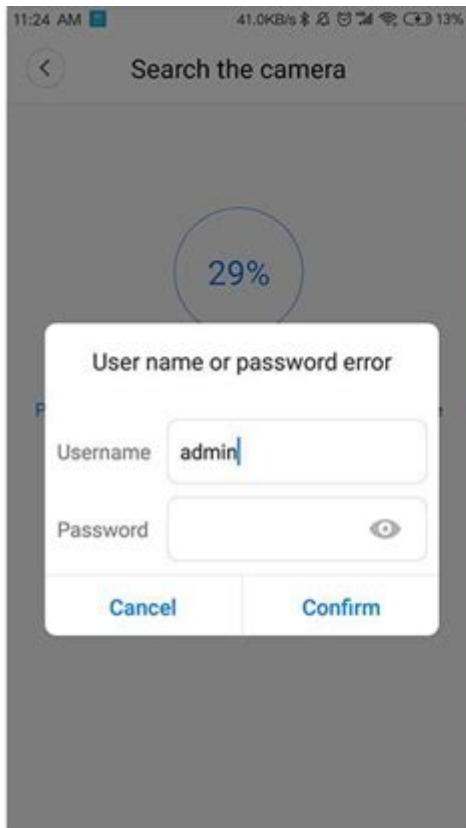 11:24 AM 41.0KB/s 13%
Search the camera
29%
User name or password error
P
Username admin
Password
Cancel Confirm